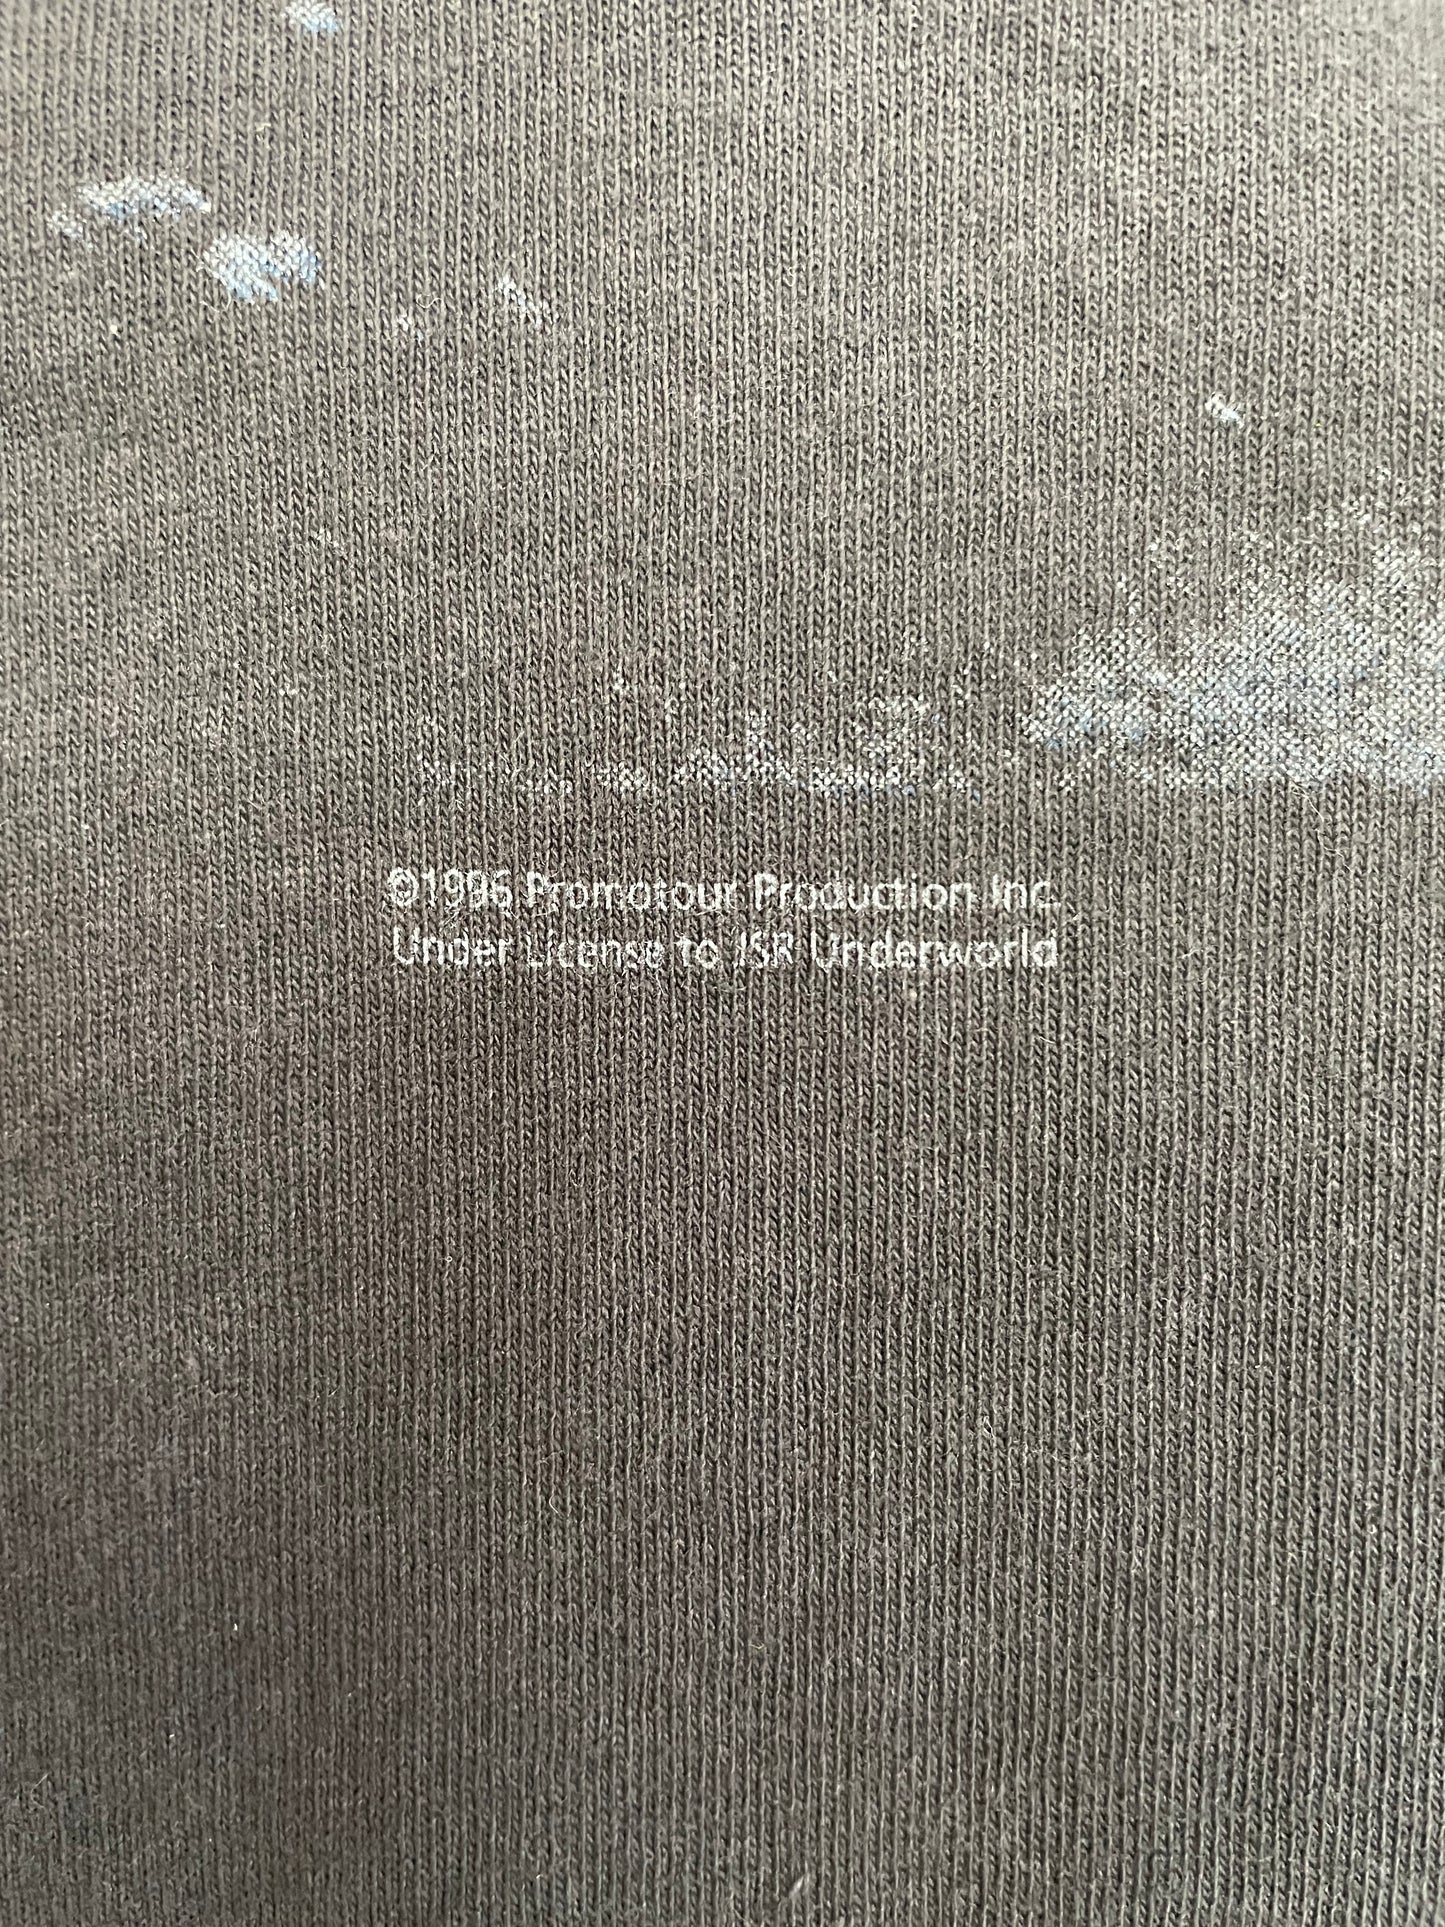 ©1996 Promotour Production Inc.
Under License to JSR Underworld